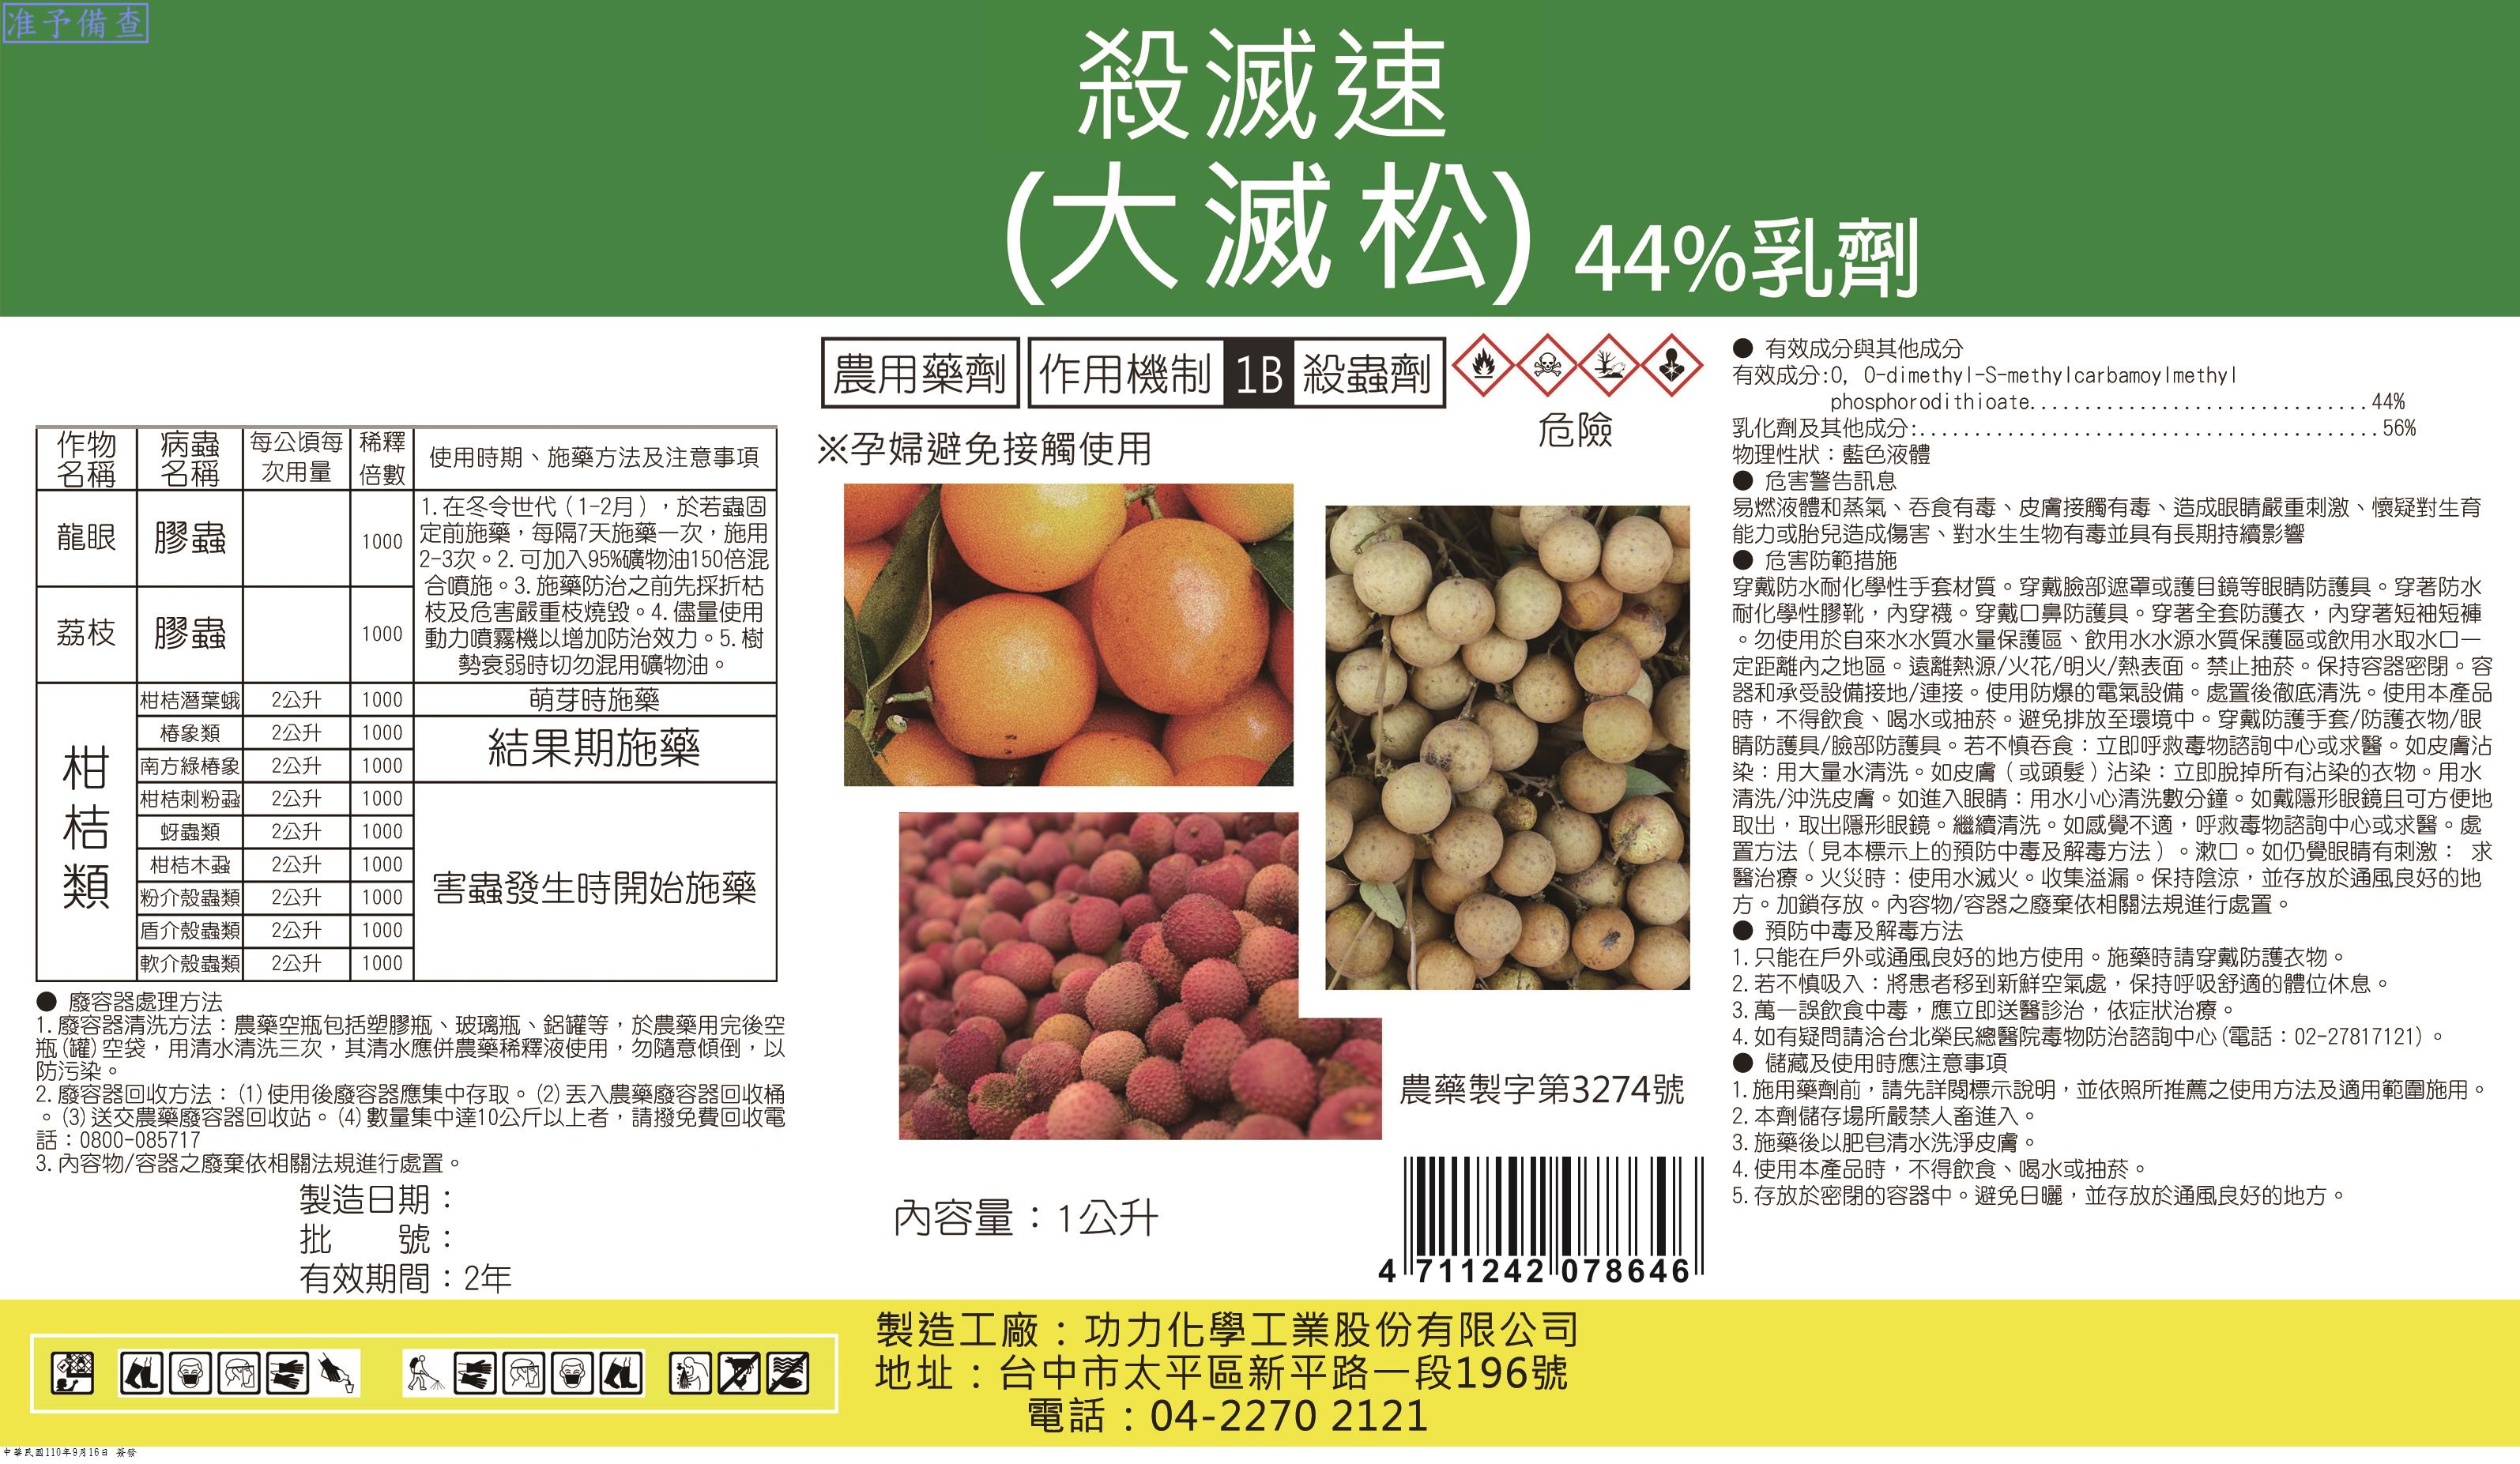 准予備查
殺滅速
(大滅松) 44%乳劑
農用藥劑 作用機制 1B 殺蟲劑
危險
※孕婦避免接觸使用
作物名稱 病蟲名稱 每公頃每次用量 稀釋倍數 使用時期、施藥方法及注意事項
龍眼 膠蟲 1000
荔枝 膠蟲 1000
1.在冬令世代（1-2月），於若蟲固
定前施藥，每隔7天施藥一次，施用
2-3次。2.可加入95%礦物油150倍混
合噴施。3.施藥防治之前先採折枯
枝及危害嚴重枝燒毀。4.儘量使用
動力噴霧機以增加防治效力。5.樹
勢衰弱時切勿混用礦物油。
柑桔類
柑桔潛葉蛾 2公升 1000 萌芽時施藥
椿象類 2公升 1000 結果期施藥
南方綠椿象 2公升 1000
柑桔刺粉蝨 2公升 1000
蚜蟲類 2公升 1000
柑桔木蝨 2公升 1000 害蟲發生時開始施藥
粉介殼蟲類 2公升 1000
盾介殼蟲類 2公升 1000
軟介殼蟲類 2公升 1000
● 廢容器處理方法
1.廢容器清洗方法：農藥空瓶包括塑膠瓶、玻璃瓶、鋁罐等，於農藥用完後空
瓶(罐)空袋，用清水清洗三次，其清水應併農藥稀釋液使用，勿隨意傾倒，以
防污染。
2.廢容器回收方法：(1)使用後廢容器應集中存取。(2)丟入農藥廢容器回收桶
。(3)送交農藥廢容器回收站。(4)數量集中達10公斤以上者，請撥免費回收電
話：0800-085717
3.內容物/容器之廢棄依相關法規進行處置。
製造日期：
批　　號：
有效期間：2年
農藥製字第3274號
內容量：1公升
4 711242 078646
● 有效成分與其他成分
有效成分:O, O-dimethyl-S-methylcarbamoylmethyl
phosphorodithioate...............................44%
乳化劑及其他成分:..........................................56%
物理性狀：藍色液體
● 危害警告訊息
易燃液體和蒸氣、吞食有毒、皮膚接觸有毒、造成眼睛嚴重刺激、懷疑對生育
能力或胎兒造成傷害、對水生生物有毒並具有長期持續影響
● 危害防範措施
穿戴防水耐化學性手套材質。穿戴臉部遮罩或護目鏡等眼睛防護具。穿著防水
耐化學性膠靴，內穿襪。穿戴口鼻防護具。穿著全套防護衣，內穿著短袖短褲
。勿使用於自來水水質水量保護區、飲用水水源水質保護區或飲用水取水口一
定距離內之地區。遠離熱源/火花/明火/熱表面。禁止抽菸。保持容器密閉。容
器和承受設備接地/連接。使用防爆的電氣設備。處置後徹底清洗。使用本產品
時，不得飲食、喝水或抽菸。避免排放至環境中。穿戴防護手套/防護衣物/眼
睛防護具/臉部防護具。若不慎吞食：立即呼救毒物諮詢中心或求醫。如皮膚沾
染：用大量水清洗。如皮膚（或頭髮）沾染：立即脫掉所有沾染的衣物。用水
清洗/沖洗皮膚。如進入眼睛：用水小心清洗數分鐘。如戴隱形眼鏡且可方便地
取出，取出隱形眼鏡。繼續清洗。如感覺不適，呼救毒物諮詢中心或求醫。處
置方法（見本標示上的預防中毒及解毒方法）。漱口。如仍覺眼睛有刺激： 求
醫治療。火災時：使用水滅火。收集溢漏。保持陰涼，並存放於通風良好的地
方。加鎖存放。內容物/容器之廢棄依相關法規進行處置。
● 預防中毒及解毒方法
1.只能在戶外或通風良好的地方使用。施藥時請穿戴防護衣物。
2.若不慎吸入：將患者移到新鮮空氣處，保持呼吸舒適的體位休息。
3.萬一誤飲食中毒，應立即送醫診治，依症狀治療。
4.如有疑問請洽台北榮民總醫院毒物防治諮詢中心(電話：02-27817121)。
● 儲藏及使用時應注意事項
1.施用藥劑前，請先詳閱標示說明，並依照所推薦之使用方法及適用範圍施用。
2.本劑儲存場所嚴禁人畜進入。
3.施藥後以肥皂清水洗淨皮膚。
4.使用本產品時，不得飲食、喝水或抽菸。
5.存放於密閉的容器中。避免日曬，並存放於通風良好的地方。
製造工廠：功力化學工業股份有限公司
地址：台中市太平區新平路一段196號
電話：04-2270 2121
中華民國110年9月16日 簽發